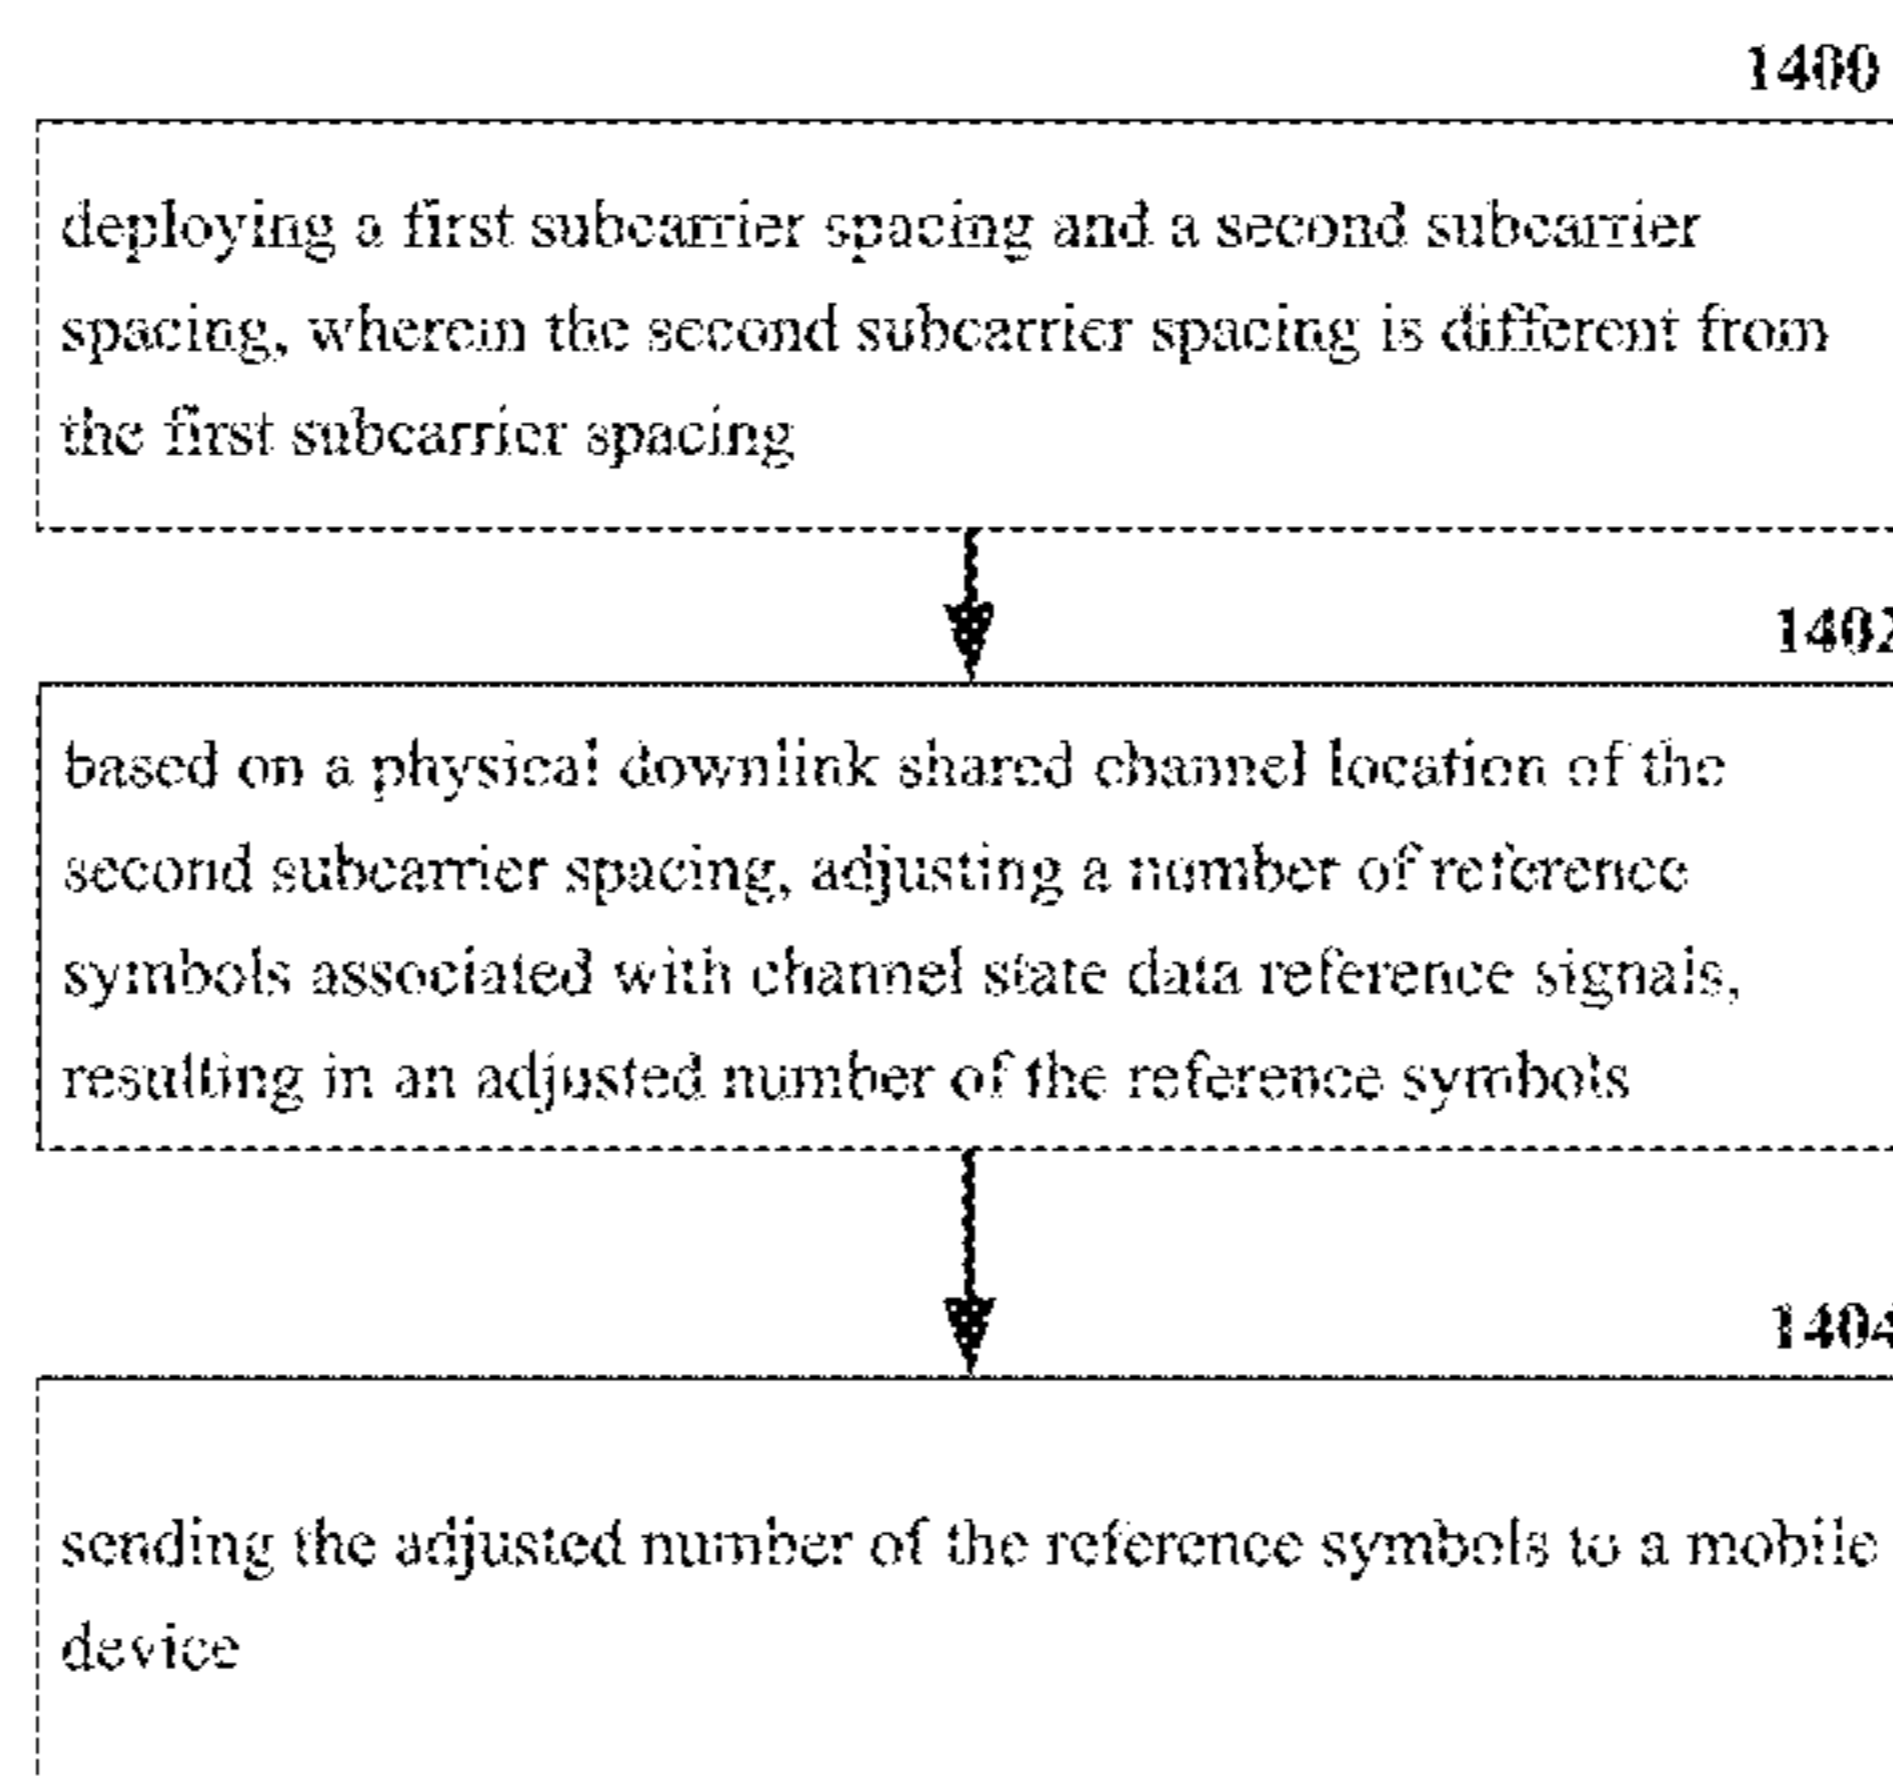 1400
deploying a first subcarrier spacing and a second subcarrier
spacing, wherein the second subcarrier spacing is different from
the first subcarrier spacing
1402
based on a physical downlink shared channel location of the
second subcarrier spacing, adjusting a number of reference
symbols associated with channel state data reference signals,
resulting in an adjusted number of the reference symbols
1404
sending the adjusted number of the reference symbols to a mobile
device